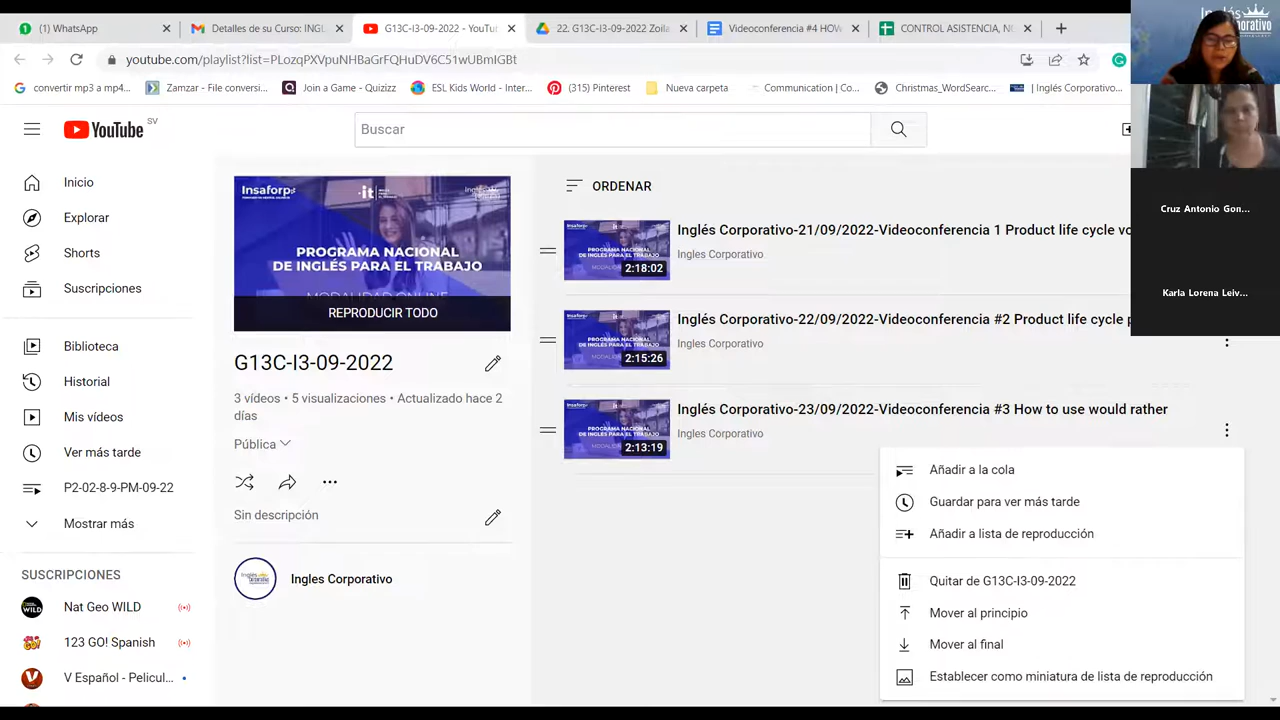 (1) WhatsApp
Detalles de su Curso: INGL
G13C-I3-09-2022 - YouTu
22. G13C-I3-09-2022 Zoila
Videoconferencia #4 HOW
CONTROL ASISTENCIA, N
youtube.com/playlist?list=PLozqPXVpuNHBaGrFQHuDV6C51wUBmIGBt
convertir mp3 a mp4...
Zamzar - File conversi...
Join a Game - Quizizz
ESL Kids World - Inter...
(315) Pinterest
Nueva carpeta
Communication | Co...
Christmas_WordSearc...
| Inglés Corporativo...
YouTube SV
Buscar
Inicio
Explorar
Shorts
Suscripciones
Biblioteca
Historial
Mis vídeos
Ver más tarde
P2-02-8-9-PM-09-22
Mostrar más
SUSCRIPCIONES
Nat Geo WILD
123 GO! Spanish
V Español - Pelicul...
Insaforp
PROGRAMA NACIONAL
DE INGLÉS PARA EL TRABAJO
MODALIDAD ONLINE
REPRODUCIR TODO
G13C-I3-09-2022
3 vídeos • 5 visualizaciones • Actualizado hace 2
días
Pública
Sin descripción
Ingles Corporativo
ORDENAR
Inglés Corporativo-21/09/2022-Videoconferencia 1 Product life cycle vo
Ingles Corporativo
2:18:02
Inglés Corporativo-22/09/2022-Videoconferencia #2 Product life cycle p
Ingles Corporativo
2:15:26
Inglés Corporativo-23/09/2022-Videoconferencia #3 How to use would rather
Ingles Corporativo
2:13:19
Añadir a la cola
Guardar para ver más tarde
Añadir a lista de reproducción
Quitar de G13C-I3-09-2022
Mover al principio
Mover al final
Establecer como miniatura de lista de reproducción
Cruz Antonio Gon...
Karla Lorena Leiv...